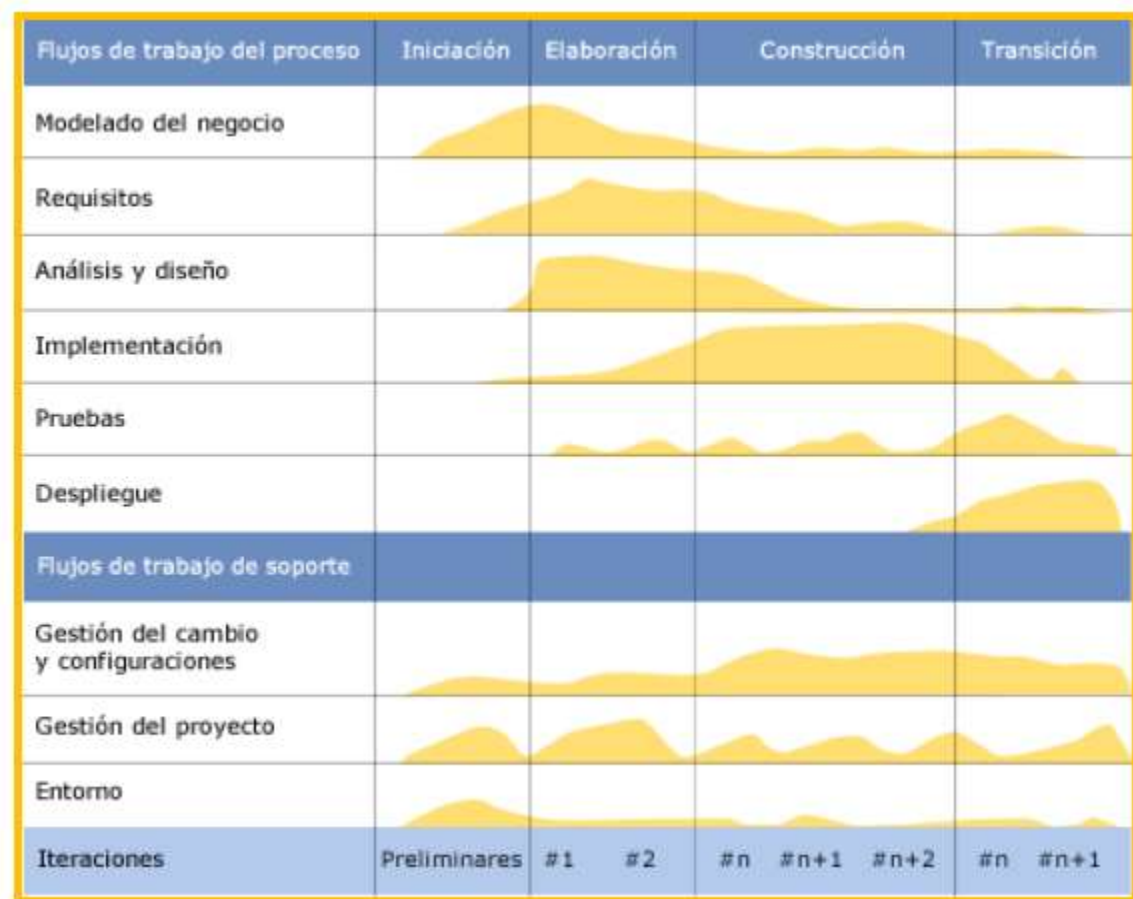 Flujos de trabajo del proceso Iniciación Elaboración Construcción Transición
Modelado del negocio
Requisitos
Análisis y diseño
Implementación
Pruebas
Despliegue
Flujos de trabajo de soporte
Gestión del cambio
y configuraciones
Gestión del proyecto
Entorno
Iteraciones Preliminares #1 #2 #n #n+1 #n+2 #n #n+1